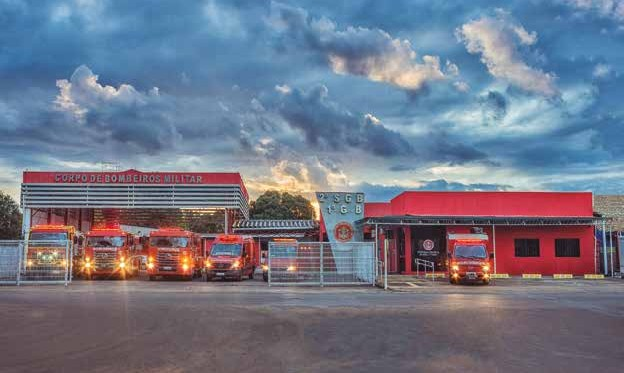 CORPO DE BOMBEIROS MILITAR
2º SGB
1º GB